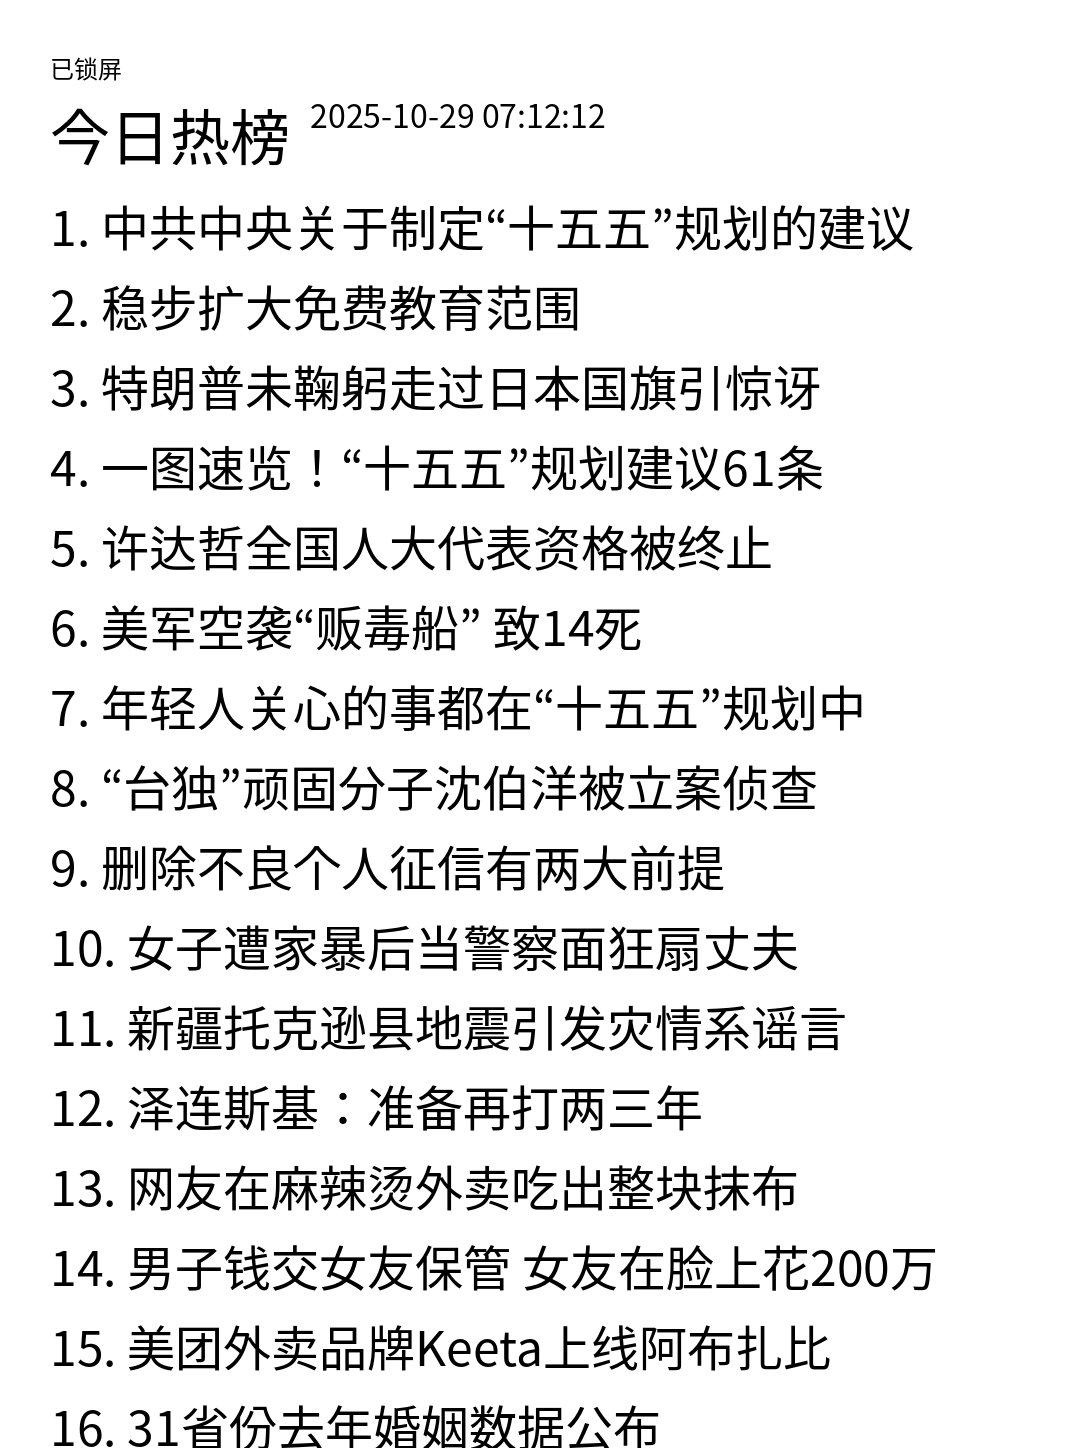 已锁屏
今日热榜 2025-10-29 07:12:12
1. 中共中央关于制定“十五五”规划的建议
2. 稳步扩大免费教育范围
3. 特朗普未鞠躬走过日本国旗引惊讶
4. 一图速览！“十五五”规划建议61条
5. 许达哲全国人大代表资格被终止
6. 美军空袭“贩毒船” 致14死
7. 年轻人关心的事都在“十五五”规划中
8. “台独”顽固分子沈伯洋被立案侦查
9. 删除不良个人征信有两大前提
10. 女子遭家暴后当警察面狂扇丈夫
11. 新疆托克逊县地震引发灾情系谣言
12. 泽连斯基：准备再打两三年
13. 网友在麻辣烫外卖吃出整块抹布
14. 男子钱交女友保管 女友在脸上花200万
15. 美团外卖品牌Keeta上线阿布扎比
16. 31省份去年婚姻数据公布